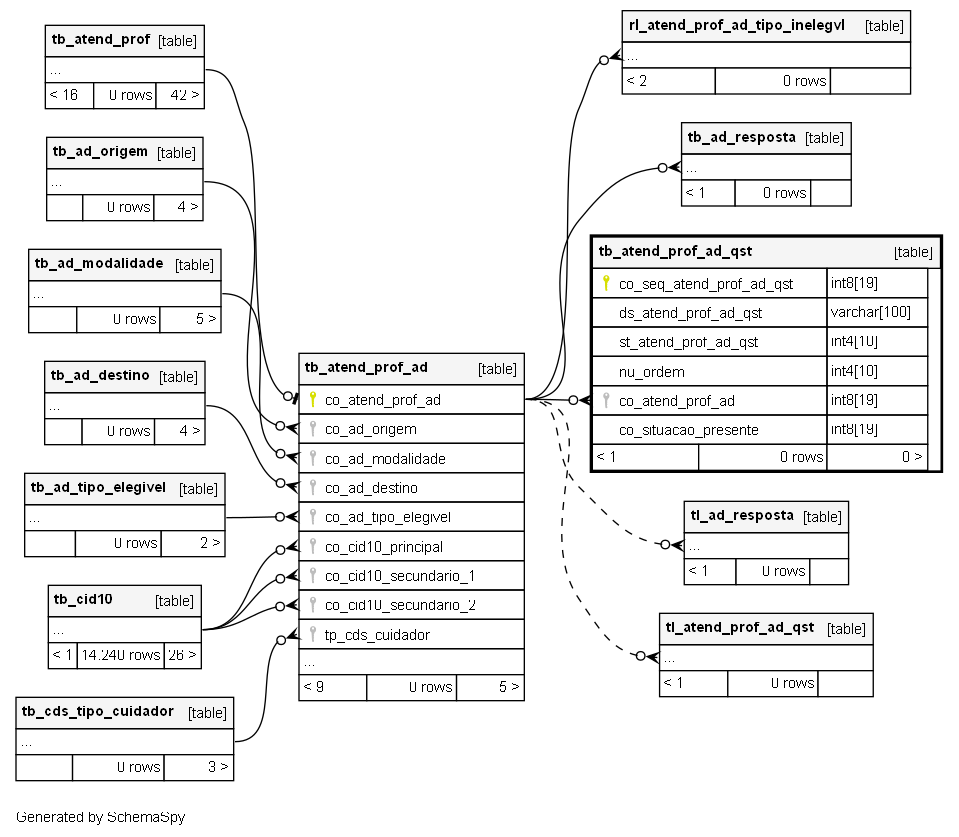 tb_atend_prof [table]
...
< 16 0 rows 42 >
tb_ad_origem [table]
...
0 rows 4 >
tb_ad_modalidade [table]
...
0 rows 5 >
tb_ad_destino [table]
...
0 rows 4 >
tb_ad_tipo_elegivel [table]
...
0 rows 2 >
tb_cid10 [table]
...
< 1 14.240 rows 26 >
tb_cds_tipo_cuidador [table]
...
0 rows 3 >
tb_atend_prof_ad [table]
co_atend_prof_ad
co_ad_origem
co_ad_modalidade
co_ad_destino
co_ad_tipo_elegivel
co_cid10_principal
co_cid10_secundario_1
co_cid10_secundario_2
tp_cds_cuidador
...
< 9 0 rows 5 >
rl_atend_prof_ad_tipo_inelegvl [table]
...
< 2 0 rows
tb_ad_resposta [table]
...
< 1 0 rows
tb_atend_prof_ad_qst [table]
co_seq_atend_prof_ad_qst int8[19]
ds_atend_prof_ad_qst varchar[100]
st_atend_prof_ad_qst int4[10]
nu_ordem int4[10]
co_atend_prof_ad int8[19]
co_situacao_presente int8[19]
< 1 0 rows 0 >
tl_ad_resposta [table]
...
< 1 0 rows
tl_atend_prof_ad_qst [table]
...
< 1 0 rows
Generated by SchemaSpy